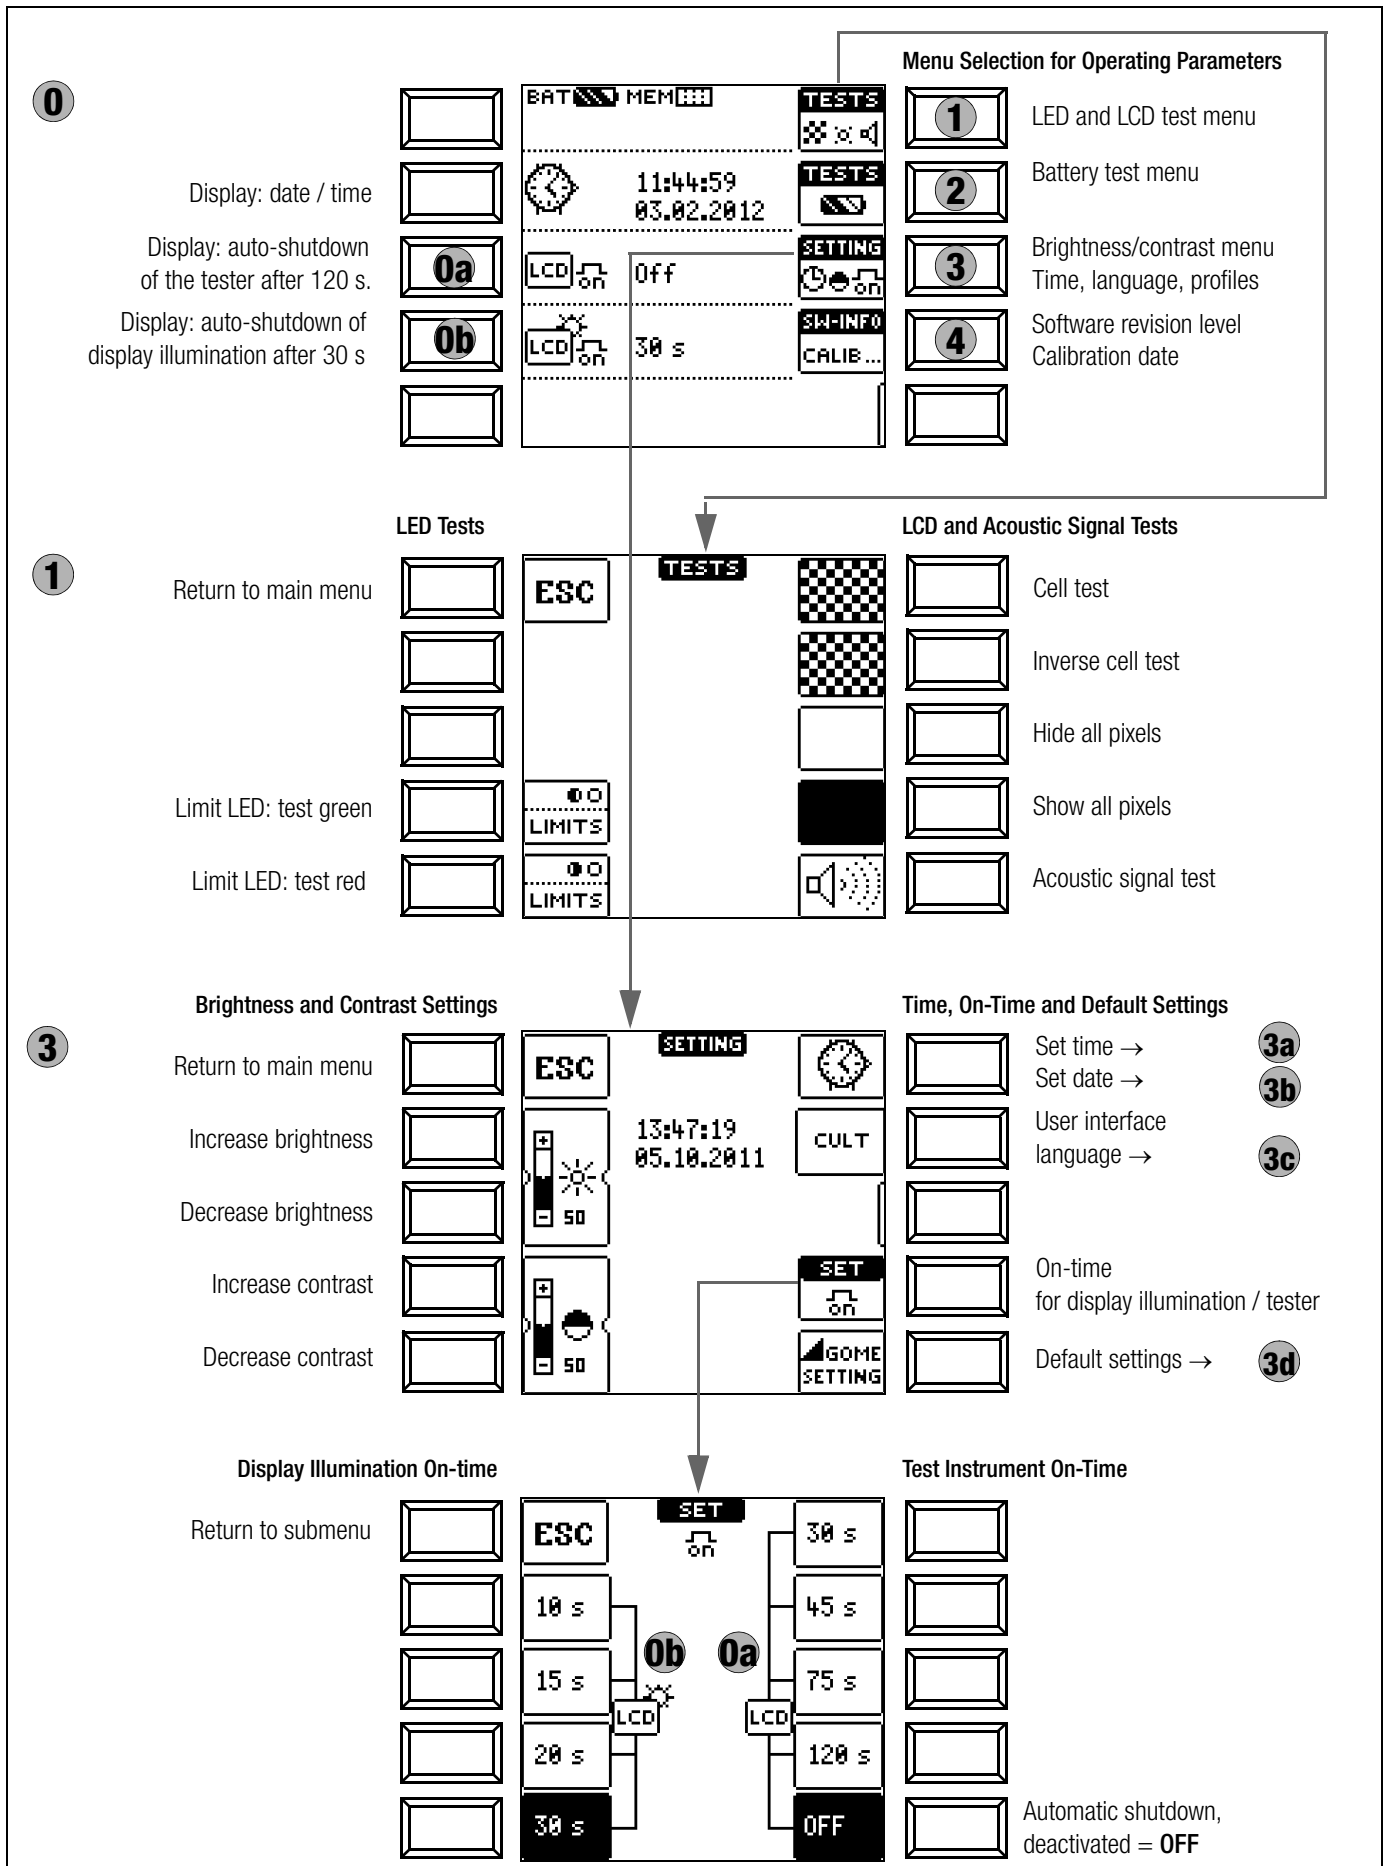 Menu Selection for Operating Parameters
0
BAT MEM
TESTS
1
LED and LCD test menu
Display: date / time
11:44:59
03.02.2012
TESTS
2
Battery test menu
Display: auto-shutdown
of the tester after 120 s.
0a
LCD on
Off
SETTING
on
3
Brightness/contrast menu
Time, language, profiles
Display: auto-shutdown of
display illumination after 30 s
0b
LCD on
30 s
SW-INFO
CALIB...
4
Software revision level
Calibration date
LED Tests
LCD and Acoustic Signal Tests
1
Return to main menu
ESC
TESTS
Cell test
Inverse cell test
Hide all pixels
Limit LED: test green
LIMITS
Show all pixels
Limit LED: test red
LIMITS
Acoustic signal test
Brightness and Contrast Settings
Time, On-Time and Default Settings
3
Return to main menu
ESC
SETTING
Set time →
3a
Set date →
3b
Increase brightness
+
13:47:19
05.10.2011
CULT
User interface
language →
3c
Decrease brightness
- 50
Increase contrast
+
SET
on
On-time
for display illumination / tester
Decrease contrast
- 50
GOME
SETTING
Default settings →
3d
Display Illumination On-time
Test Instrument On-Time
Return to submenu
ESC
SET
on
30 s
10 s
45 s
0b
0a
15 s
75 s
LCD
LCD
20 s
120 s
30 s
OFF
Automatic shutdown,
deactivated = OFF